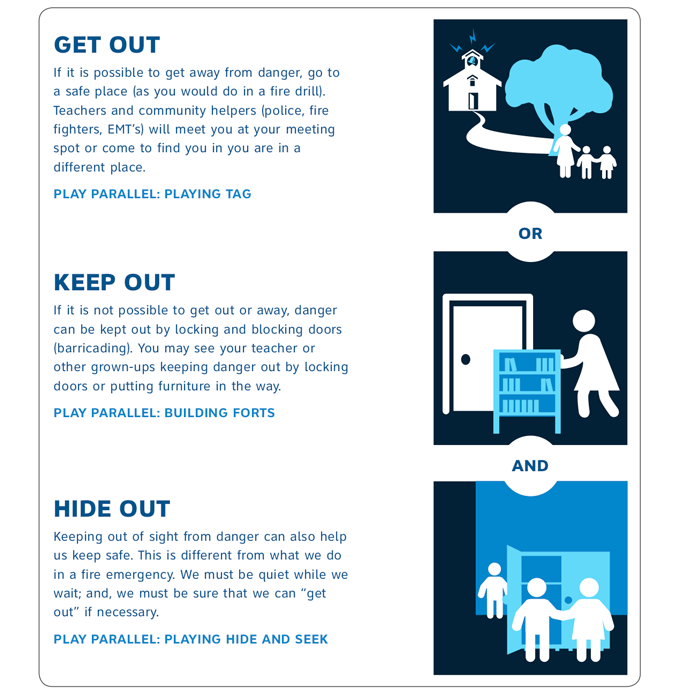 GET OUT
If it is possible to get away from danger, go to
a safe place (as you would do in a fire drill).
Teachers and community helpers (police, fire
fighters, EMT's) will meet you at your meeting
spot or come to find you in you are in a
different place.
PLAY PARALLEL: PLAYING TAG
OR
KEEP OUT
If it is not possible to get out or away, danger
can be kept out by locking and blocking doors
(barricading). You may see your teacher or
other grown-ups keeping danger out by locking
doors or putting furniture in the way.
PLAY PARALLEL: BUILDING FORTS
AND
HIDE OUT
Keeping out of sight from danger can also help
us keep safe. This is different from what we do
in a fire emergency. We must be quiet while we
wait; and, we must be sure that we can “get
out” if necessary.
PLAY PARALLEL: PLAYING HIDE AND SEEK